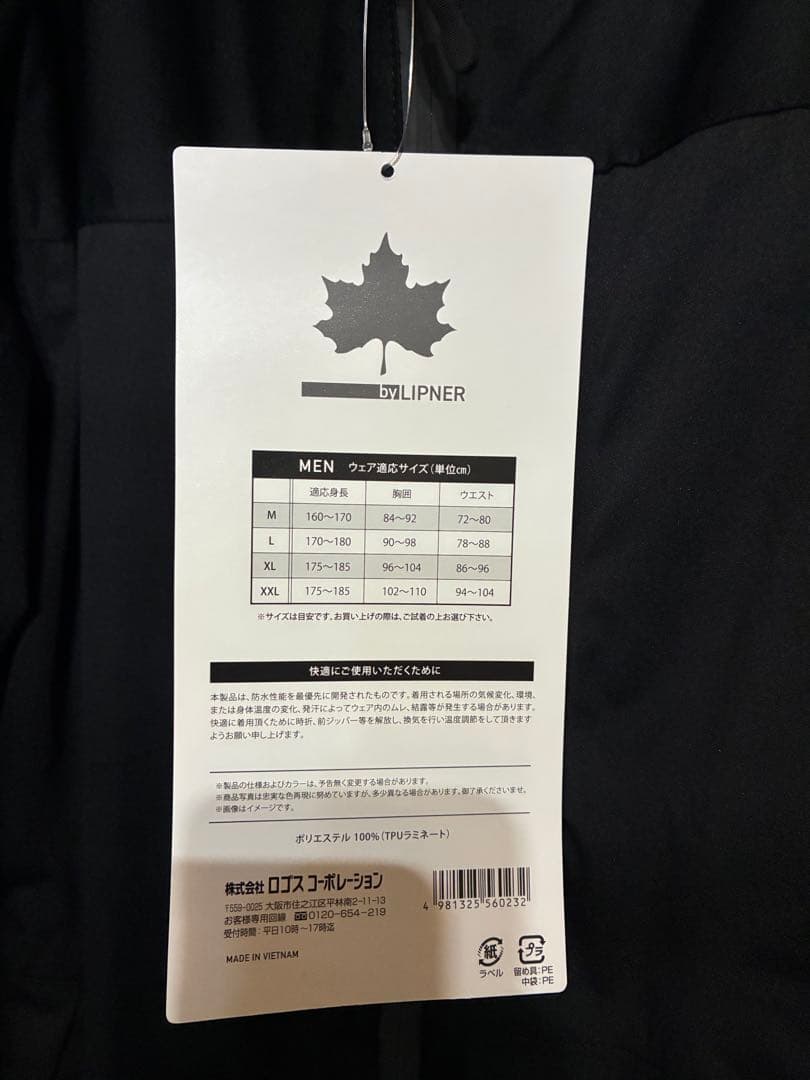 by LIPNER
MEN ウェア適応サイズ(単位㎝)
適応身長 胸囲 ウエスト
M 160〜170 84〜92 72〜80
L 170〜180 90〜98 78〜88
XL 175〜185 96〜104 86〜96
XXL 175〜185 102〜110 94〜104
※サイズは目安です。お買い上げの際は、ご試着の上お選び下さい。
快適にご使用いただくために
本製品は、防水性能を最優先に開発されたものです。着用される場所の気候変化、環境、
または身体温度の変化、発汗によってウェア内のムレ、結露等が発生する場合があります。
快適に着用頂くために時折、前ジッパー等を解放し、換気を行い温度調節をして頂きます
ようお願い申し上げます。
※製品の仕様およびカラーは、予告無く変更する場合があります。
※商品写真は忠実な色再現に努めていますが、多少異なる場合があります。御了承くださいませ。
※画像はイメージです。
ポリエステル 100%(TPUラミネート)
株式会社 ロゴス コーポレーション
〒559-0025 大阪市住之江区平林南2-11-13
お客様専用回線 0120-654-219
受付時間:平日10時〜17時迄
MADE IN VIETNAM
4 981325 560232
紙
ラベル
プラ
留め具:PE
中袋:PE